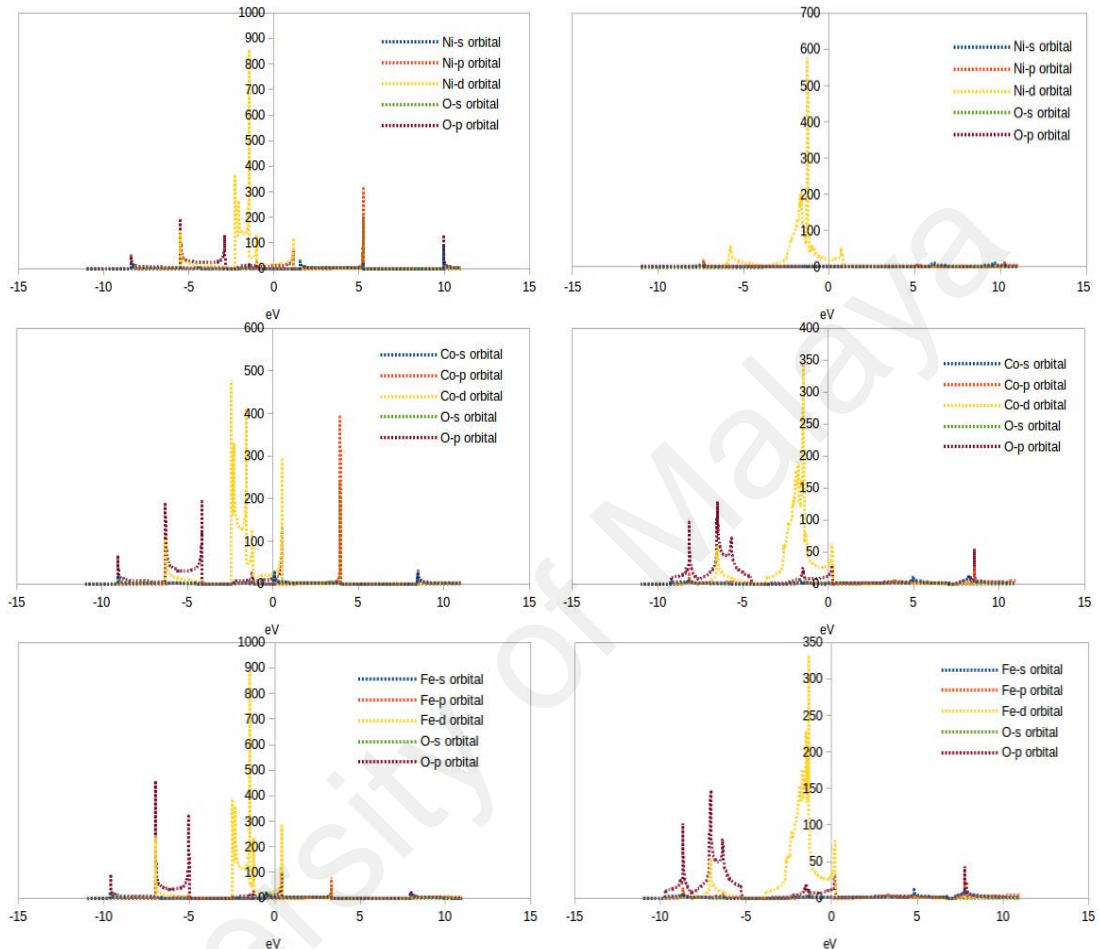 1000
900
800
700
600
500
400
300
200
100
0
-15 -10 -5 0 5 10 15
eV
Ni-s orbital
Ni-p orbital
Ni-d orbital
O-s orbital
O-p orbital
700
600
500
400
300
200
100
0
-15 -10 -5 0 5 10 15
eV
Ni-s orbital
Ni-p orbital
Ni-d orbital
O-s orbital
O-p orbital
600
500
400
300
200
100
0
-15 -10 -5 0 5 10 15
eV
Co-s orbital
Co-p orbital
Co-d orbital
O-s orbital
O-p orbital
400
350
300
250
200
150
100
50
0
-15 -10 -5 0 5 10 15
eV
Co-s orbital
Co-p orbital
Co-d orbital
O-s orbital
O-p orbital
1000
900
800
700
600
500
400
300
200
100
0
-15 -10 -5 0 5 10 15
eV
Fe-s orbital
Fe-p orbital
Fe-d orbital
O-s orbital
O-p orbital
350
300
250
200
150
100
50
0
-15 -10 -5 0 5 10 15
eV
Fe-s orbital
Fe-p orbital
Fe-d orbital
O-s orbital
O-p orbital
ersity of Malaya